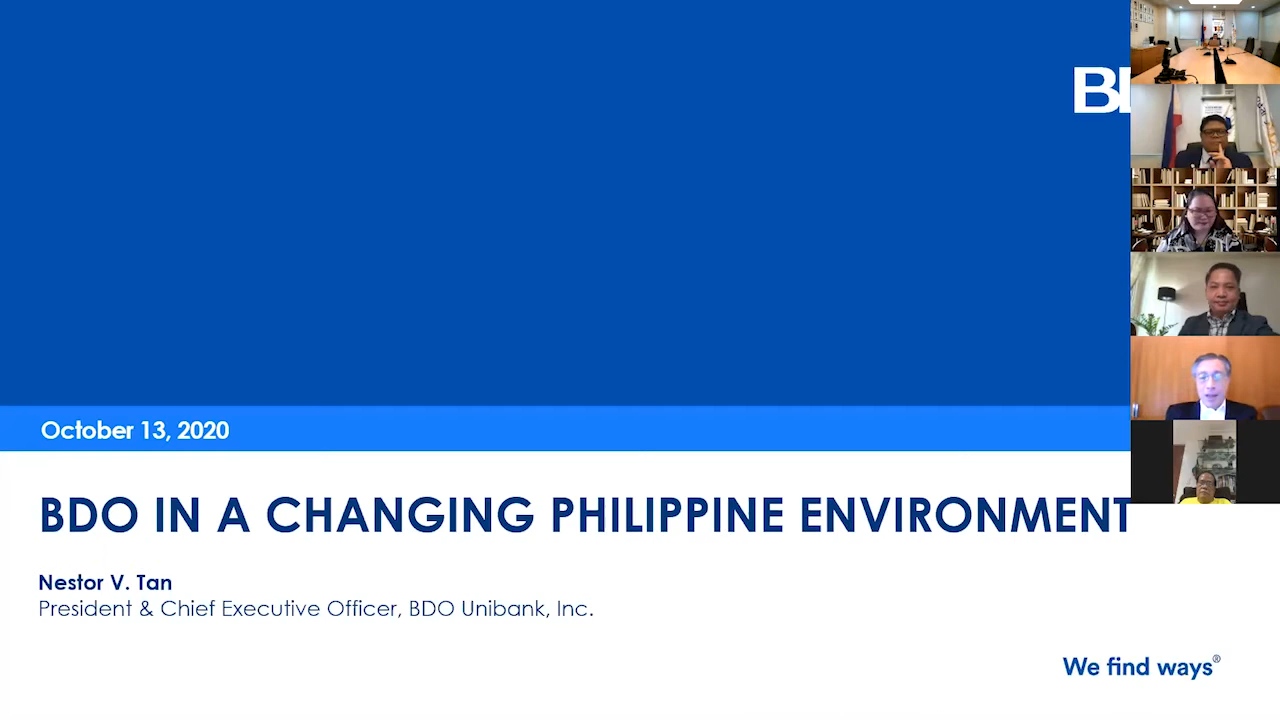 October 13, 2020
BDO IN A CHANGING PHILIPPINE ENVIRONMENT
Nestor V. Tan
President & Chief Executive Officer, BDO Unibank, Inc.
We find ways®